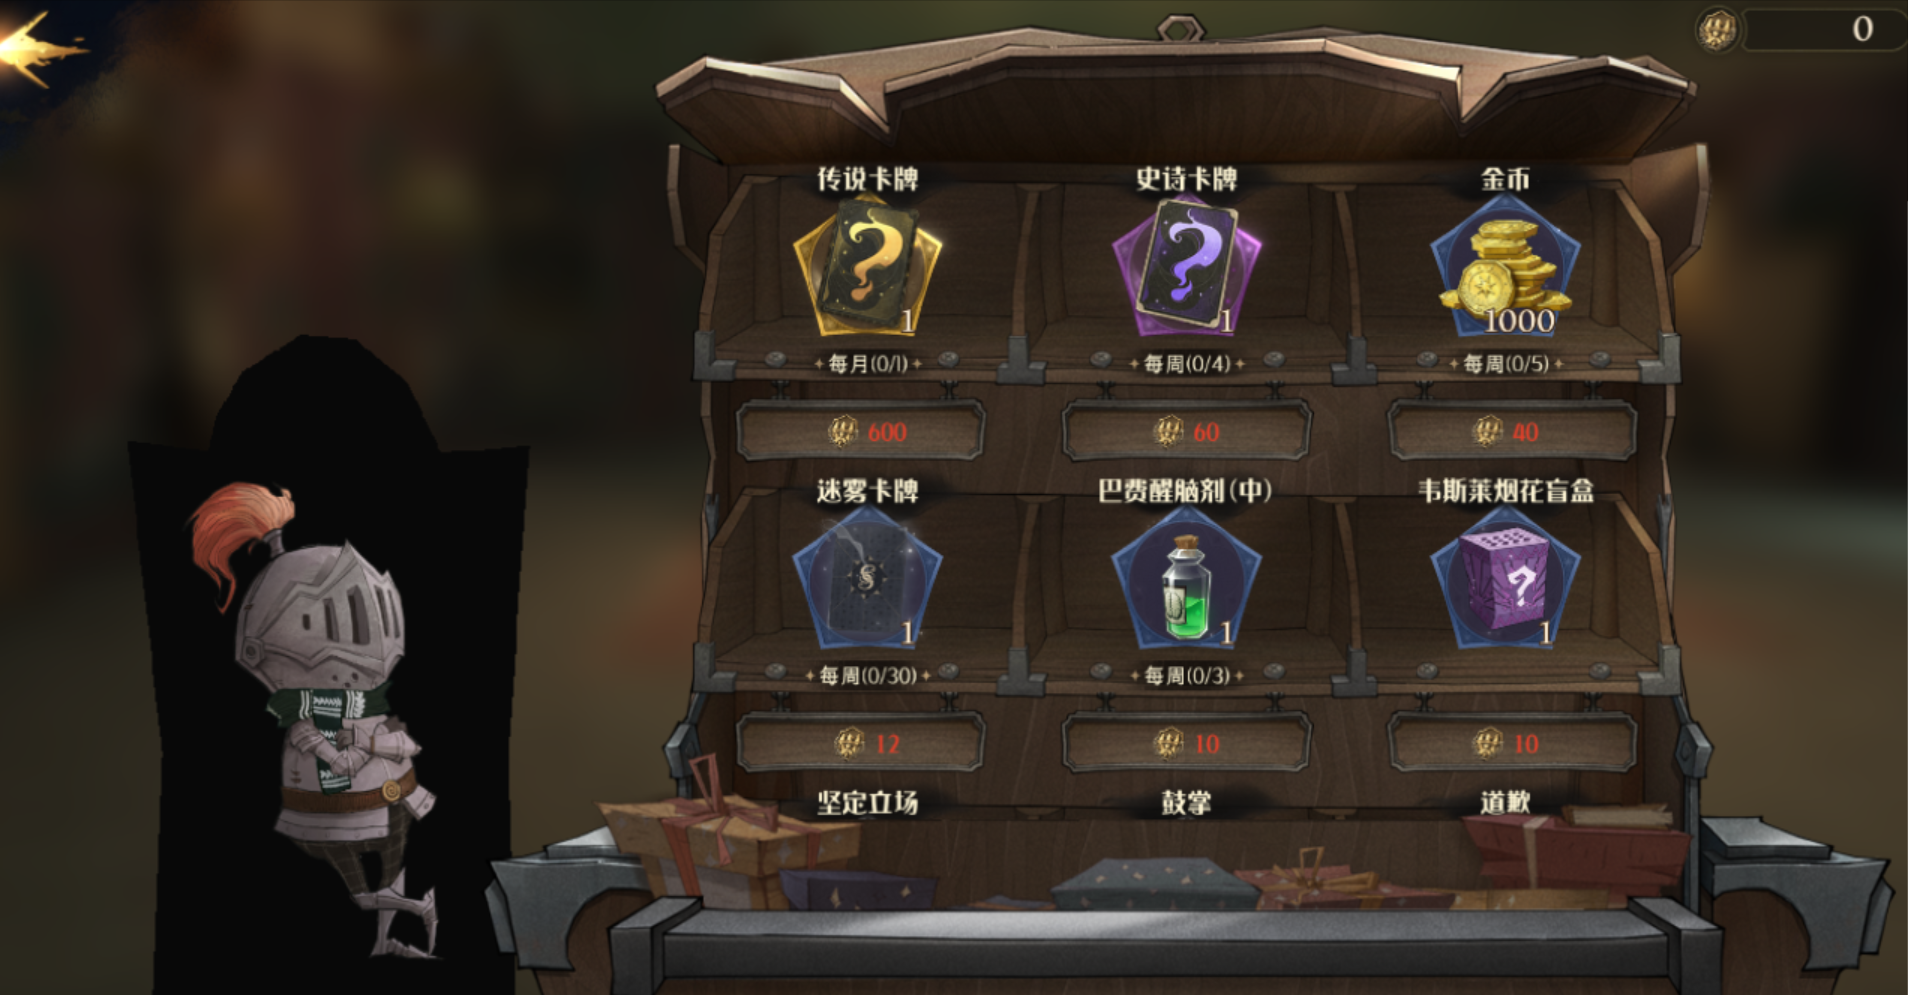 0
传说卡牌 史诗卡牌 金币
1 1 1000
每月(0/1) 每周(0/4) 每周(0/5)
600 60 40
迷雾卡牌 巴费醒脑剂(中) 韦斯莱烟花盲盒
? 
1 1 1
每周(0/30) 每周(0/3)
12 10 10
坚定立场 鼓掌 道歉